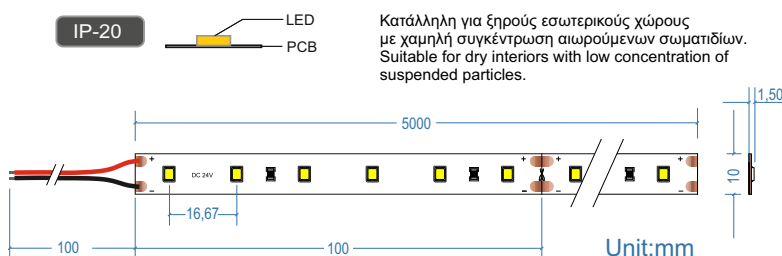 IP-20
LED
PCB
Κατάλληλη για ξηρούς εσωτερικούς χώρους
με χαμηλή συγκέντρωση αιωρούμενων σωματιδίων.
Suitable for dry interiors with low concentration of
suspended particles.
1,50
5000
+
+
+
+
DC 24V
10
–
–
–
–
16,67
100
100
Unit:mm